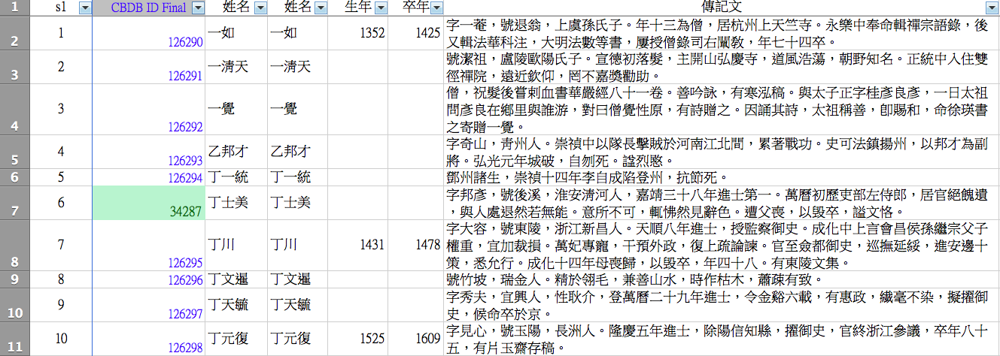 1 s1 CBDB ID Final 姓名 姓名 生年 卒年 傳記文
2 1 126290 一如 一如 1352 1425 字一菴，號退翁，上虞孫氏子。年十三為僧，居杭州上天竺寺。永樂中奉命輯禪宗語錄，後
又輯法華科注，大明法數等書，屢授僧錄司右闡教，年七十四卒。
3 2 126291 一淸天 一淸天 號潔祖，盧陵歐陽氏子。宣德初落髮，主開山弘慶寺，道風浩蕩，朝野知名。正統中入住雙
徑禪院，遠近欽仰，罔不嘉獎勸助。
4 3 126292 一覺 一覺 僧，祝髮後嘗剌血書華嚴經八十一卷。善吟詠，有寒泓稿。與太子正字桂彥良彥，一日太祖
問彥良在鄉里與誰游，對曰僧覺性原，有詩贈之。因誦其詩，太祖稱善，卽賜和，命徐瑛書
之寄贈一覺。
5 4 126293 乙邦才 乙邦才 字奇山，靑州人。崇禎中以隊長擊賊於河南江北間，累著戰功。史可法鎮揚州，以邦才為副
將。弘光元年城破，自刎死。諡烈愍。
6 5 126294 丁一統 丁一統 鄧州諸生，崇禎十四年李自成陷登州，抗節死。
7 6 34287 丁士美 丁士美 字邦彥，號後溪，淮安淸河人，嘉靖三十八年進士第一。萬曆初歷吏部左侍郎，居官絕餽遺
，與人處退然若無能。意所不可，輒怫然見辭色。遭父喪，以毀卒，謚文恪。
8 7 126295 丁川 丁川 1431 1478 字大容，號東陵，浙江新昌人。天順八年進士，授監察御史。成化中上言會昌侯孫繼宗父子
權重，宜加裁損。萬妃專寵，干預外政，復上疏論諫。官至僉都御史，巡撫延綏，進安邊十
策，悉允行。成化十四年母喪歸，以毀卒，年四十八。有東陵文集。
9 8 126296 丁文暹 丁文暹 號竹坡，瑞金人。精於翎毛，兼善山水，時作枯木，蕭疎有致。
10 9 126297 丁天毓 丁天毓 字秀夫，宜興人，性耿介，登萬曆二十九年進士，令金谿六載，有惠政，纖毫不染，擬擢御
史，候命卒於京。
11 10 126298 丁元復 丁元復 1525 1609 字見心，號玉陽，長洲人。隆慶五年進士，除陽信知縣，擢御史，官終浙江參議，卒年八十
五，有片玉齋存稿。